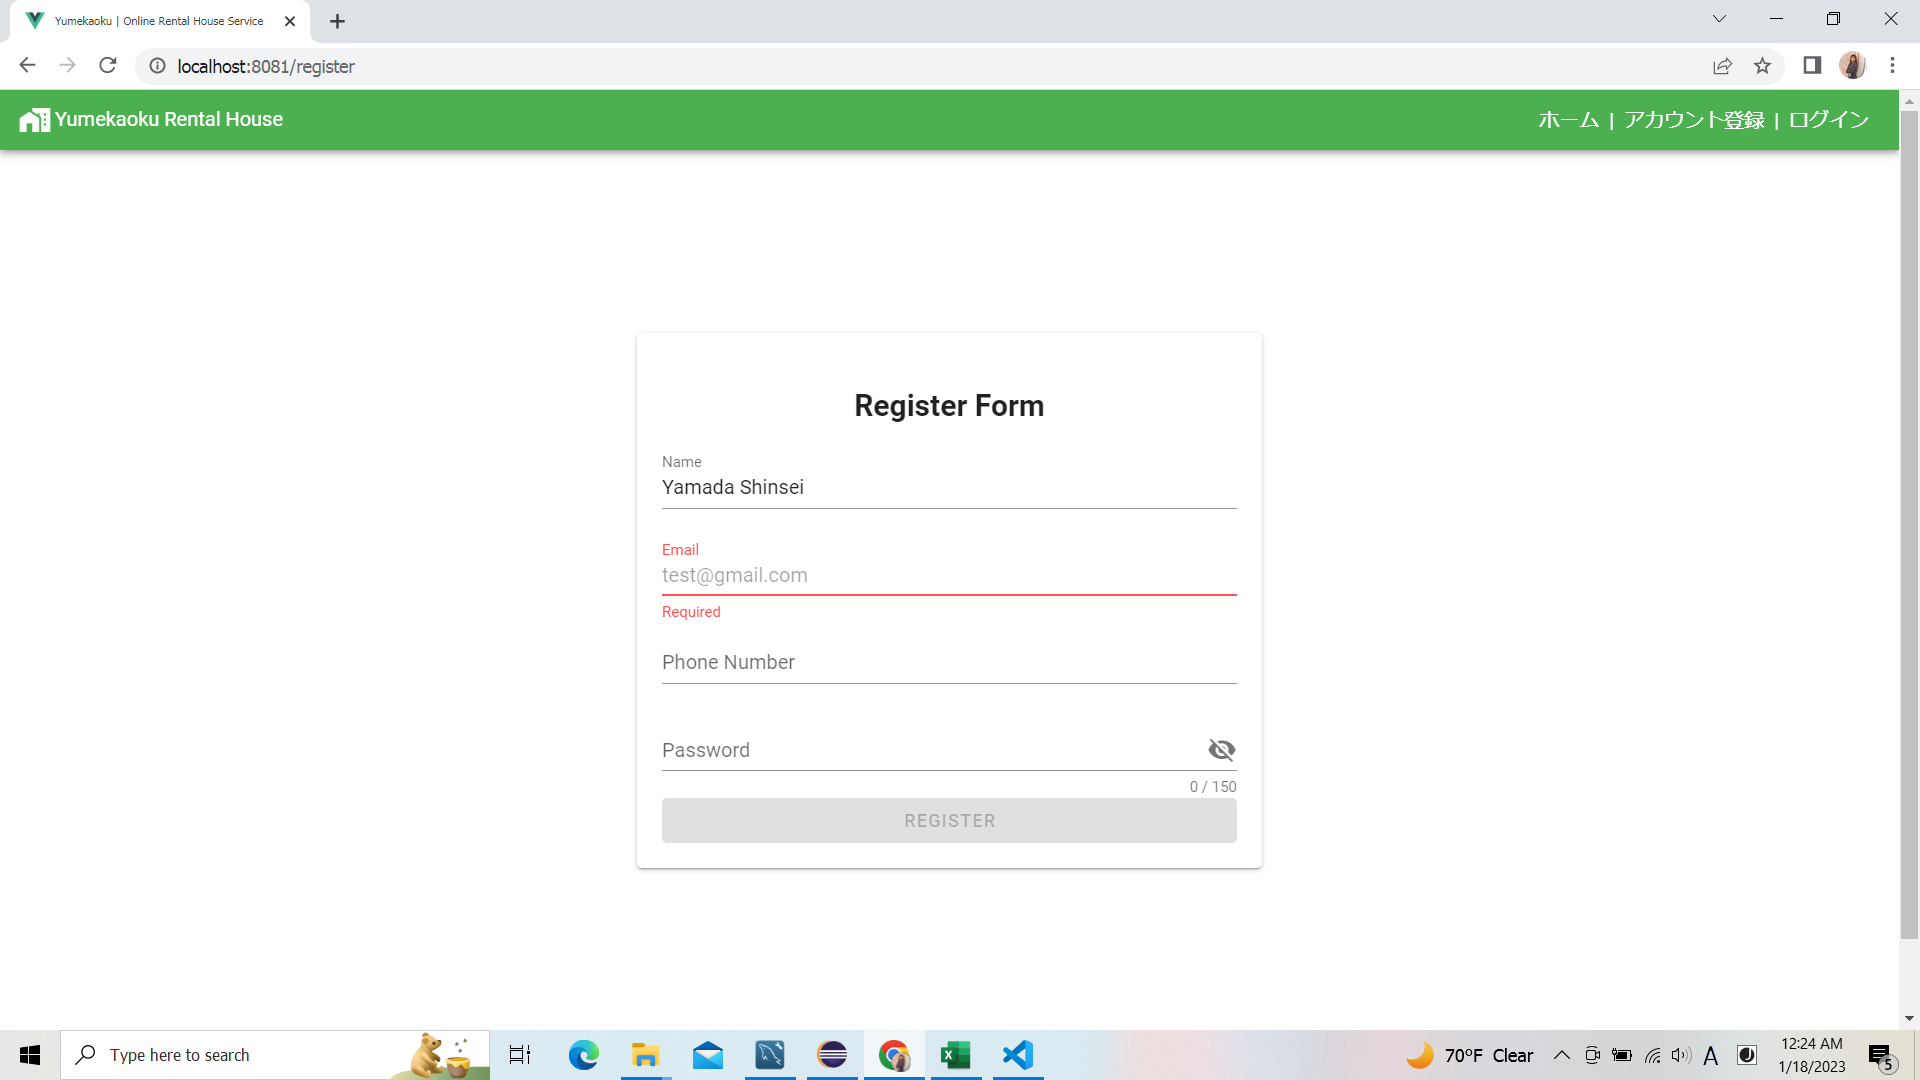 Yumekaoku | Online Rental House Service
localhost:8081/register
Yumekaoku Rental House
ホーム | アカウント登録 | ログイン
Register Form
Name
Yamada Shinsei
Email
test@gmail.com
Required
Phone Number
Password
0 / 150
REGISTER
Type here to search
70°F Clear
A
12:24 AM
1/18/2023
5